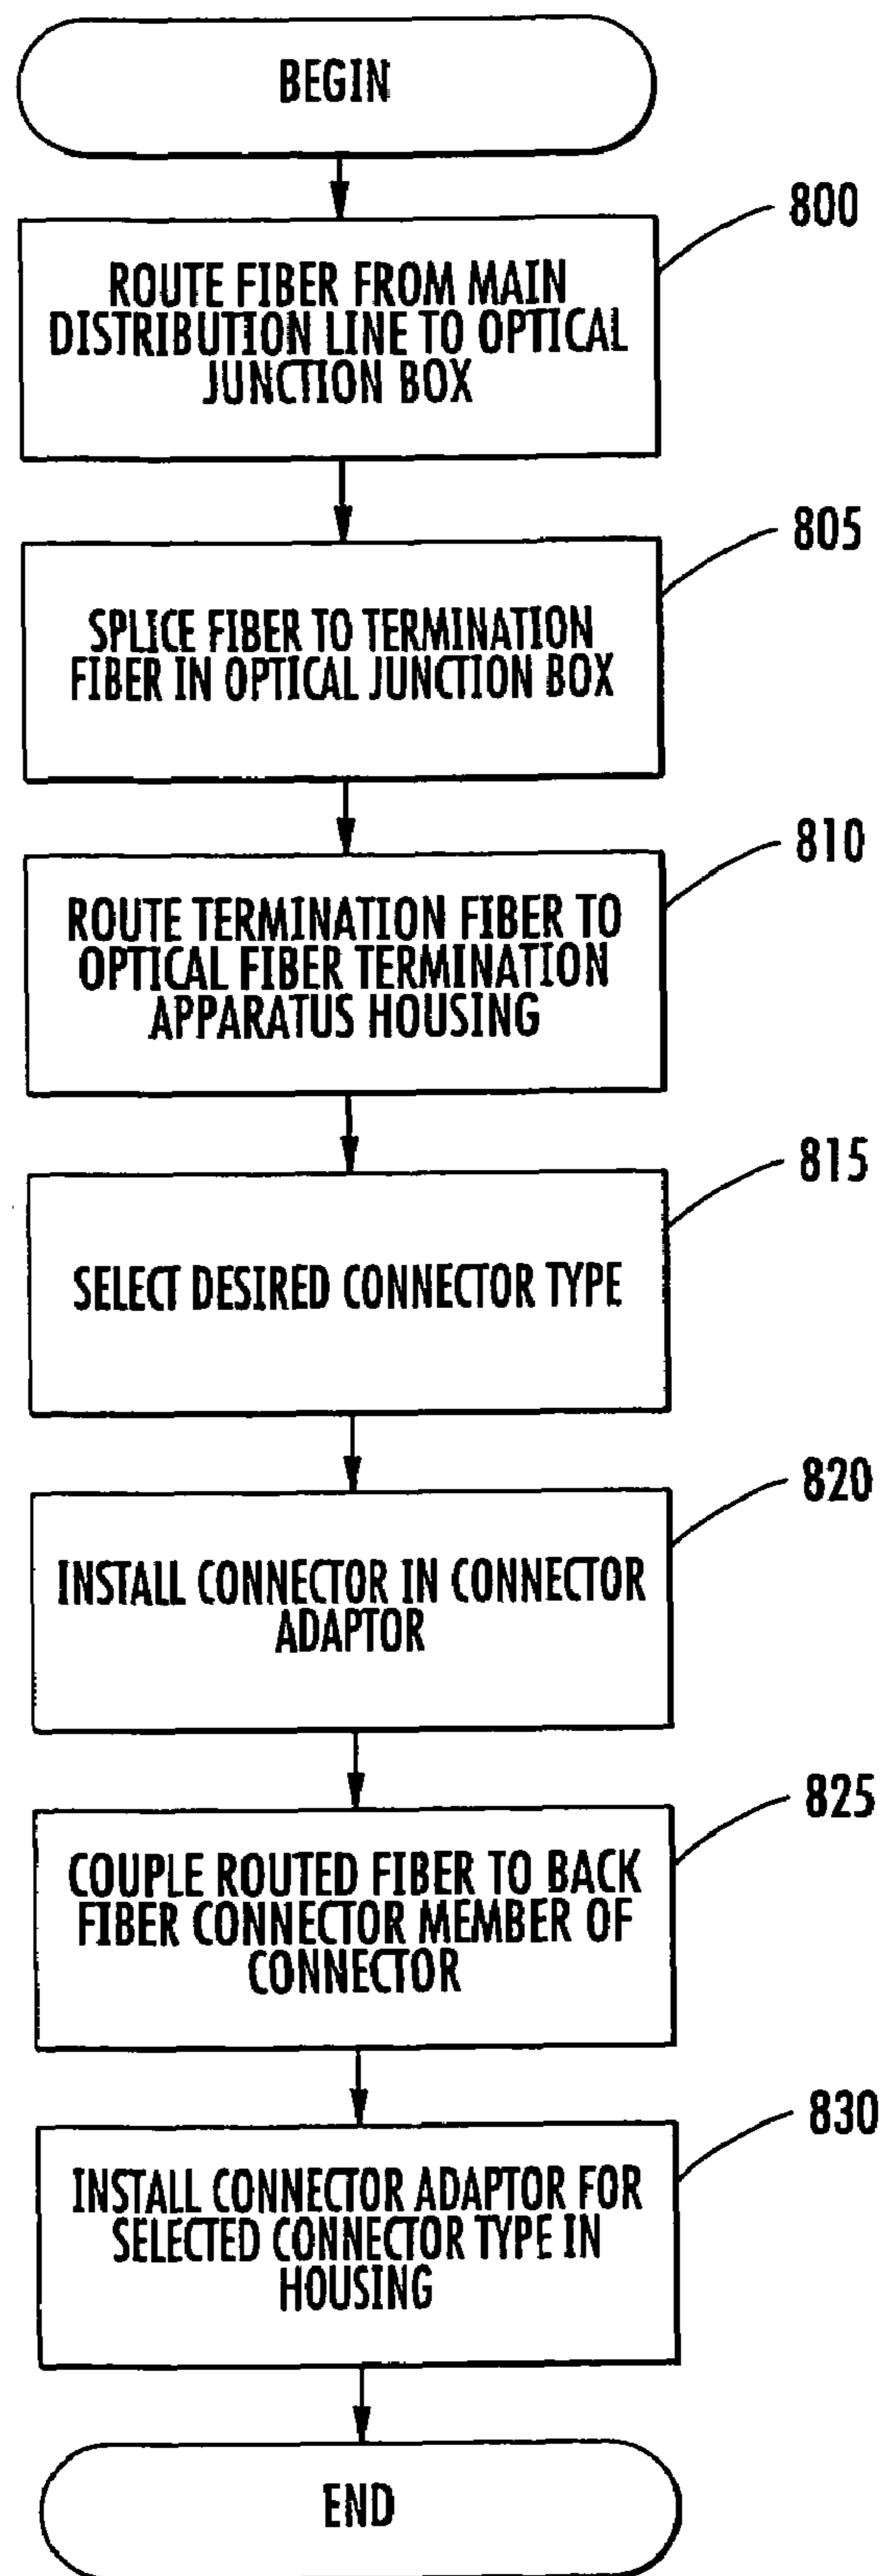 BEGIN
800
ROUTE FIBER FROM MAIN
DISTRIBUTION LINE TO OPTICAL
JUNCTION BOX
805
SPLICE FIBER TO TERMINATION
FIBER IN OPTICAL JUNCTION BOX
810
ROUTE TERMINATION FIBER TO
OPTICAL FIBER TERMINATION
APPARATUS HOUSING
815
SELECT DESIRED CONNECTOR TYPE
820
INSTALL CONNECTOR IN CONNECTOR
ADAPTOR
825
COUPLE ROUTED FIBER TO BACK
FIBER CONNECTOR MEMBER OF
CONNECTOR
830
INSTALL CONNECTOR ADAPTOR FOR
SELECTED CONNECTOR TYPE IN
HOUSING
END